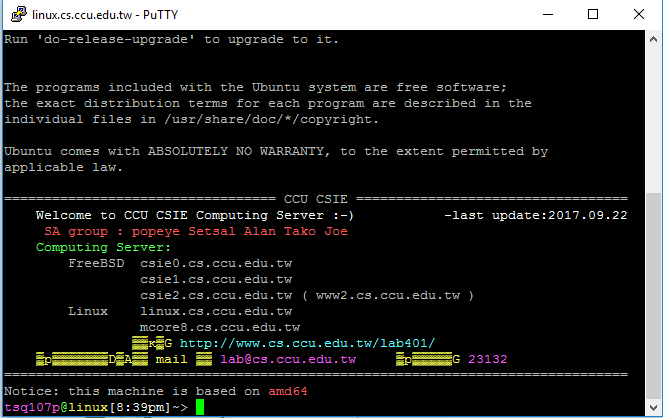 linux.cs.ccu.edu.tw - PuTTY
Run 'do-release-upgrade' to upgrade to it.
The programs included with the Ubuntu system are free software;
the exact distribution terms for each program are described in the
individual files in /usr/share/doc/*/copyright.
Ubuntu comes with ABSOLUTELY NO WARRANTY, to the extent permitted by
applicable law.
================================== CCU CSIE ==================================
Welcome to CCU CSIE Computing Server :-) -last update:2017.09.22
SA group : popeye Setsal Alan Tako Joe
Computing Server:
FreeBSD csie0.cs.ccu.edu.tw
csie1.cs.ccu.edu.tw
csie2.cs.ccu.edu.tw ( www2.cs.ccu.edu.tw )
Linux linux.cs.ccu.edu.tw
mcore8.cs.ccu.edu.tw
▒▒κ▒G http://www.cs.ccu.edu.tw/lab401/
▒p▒▒▒▒▒▒▒D▒A▒▒ mail ▒▒ lab@cs.ccu.edu.tw ▒p▒▒▒▒▒G 23132
==============================================================================
Notice: this machine is based on amd64
tsq107p@linux[8:39pm]~>